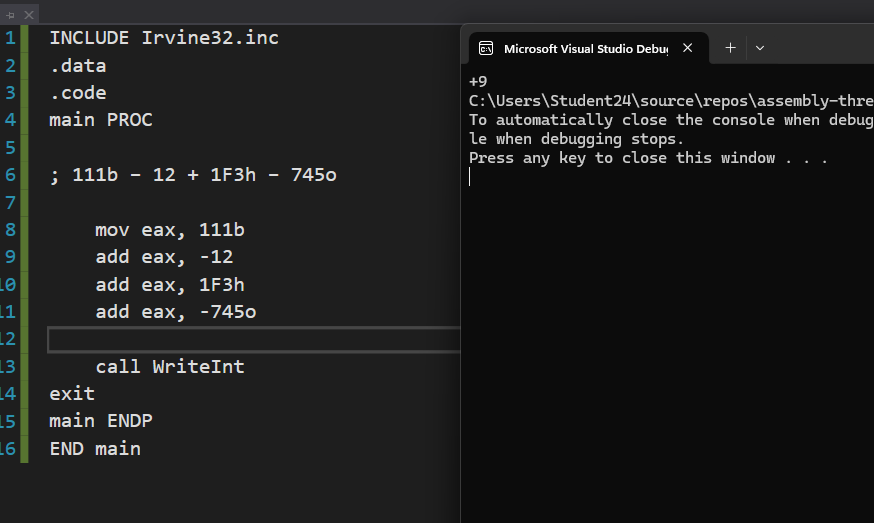 1 INCLUDE Irvine32.inc
2 .data
3 .code
4 main PROC
5
6 ; 111b – 12 + 1F3h – 745o
7
8 mov eax, 111b
9 add eax, -12
10 add eax, 1F3h
11 add eax, -745o
12
13 call WriteInt
14 exit
15 main ENDP
16 END main
Microsoft Visual Studio Debu
+9
C:\Users\Student24\source\repos\assembly-thre
To automatically close the console when debug
le when debugging stops.
Press any key to close this window . . .